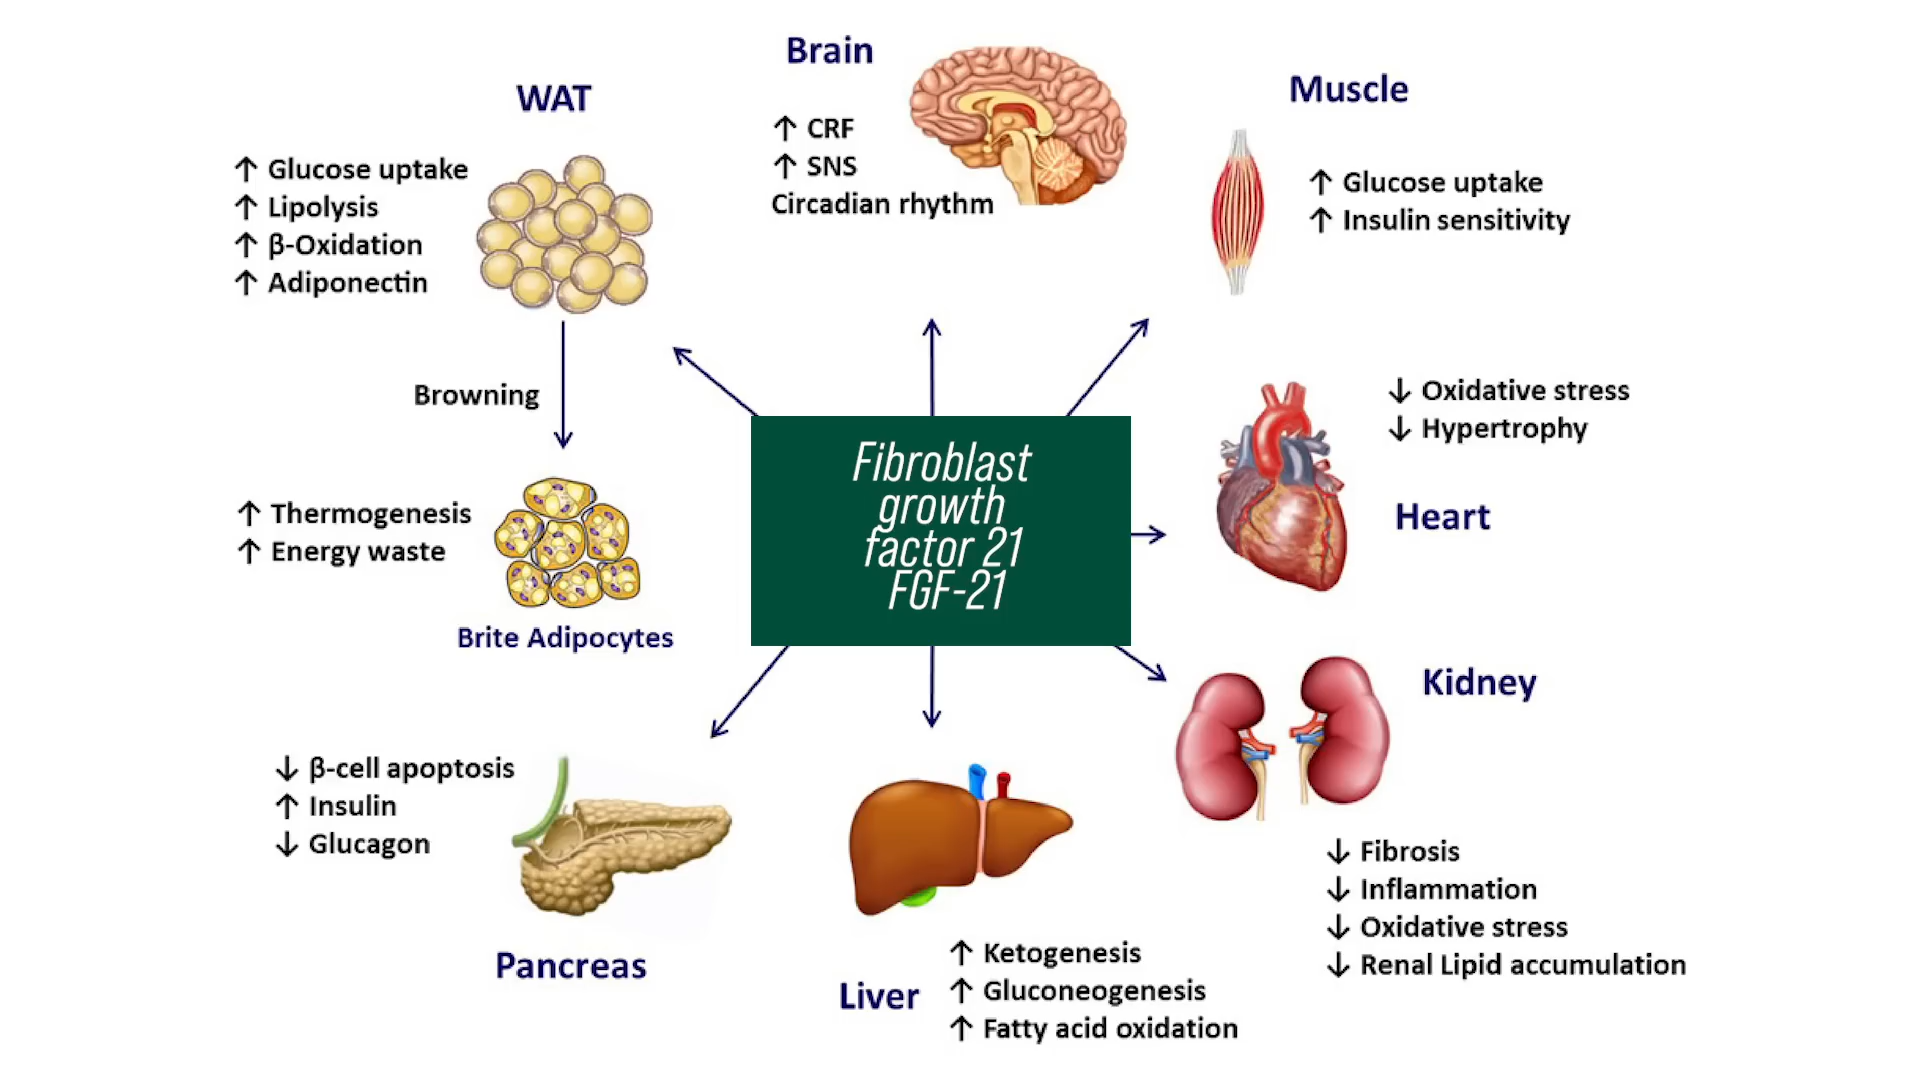 Brain
↑ CRF
↑ SNS
Circadian rhythm
WAT
↑ Glucose uptake
↑ Lipolysis
↑ β-Oxidation
↑ Adiponectin
Browning
↑ Thermogenesis
↑ Energy waste
Brite Adipocytes
Muscle
↑ Glucose uptake
↑ Insulin sensitivity
↓ Oxidative stress
↓ Hypertrophy
Heart
Fibroblast
growth
factor 21
FGF-21
Kidney
↓ Fibrosis
↓ Inflammation
↓ Oxidative stress
↓ Renal Lipid accumulation
↓ β-cell apoptosis
↑ Insulin
↓ Glucagon
Pancreas
Liver
↑ Ketogenesis
↑ Gluconeogenesis
↑ Fatty acid oxidation